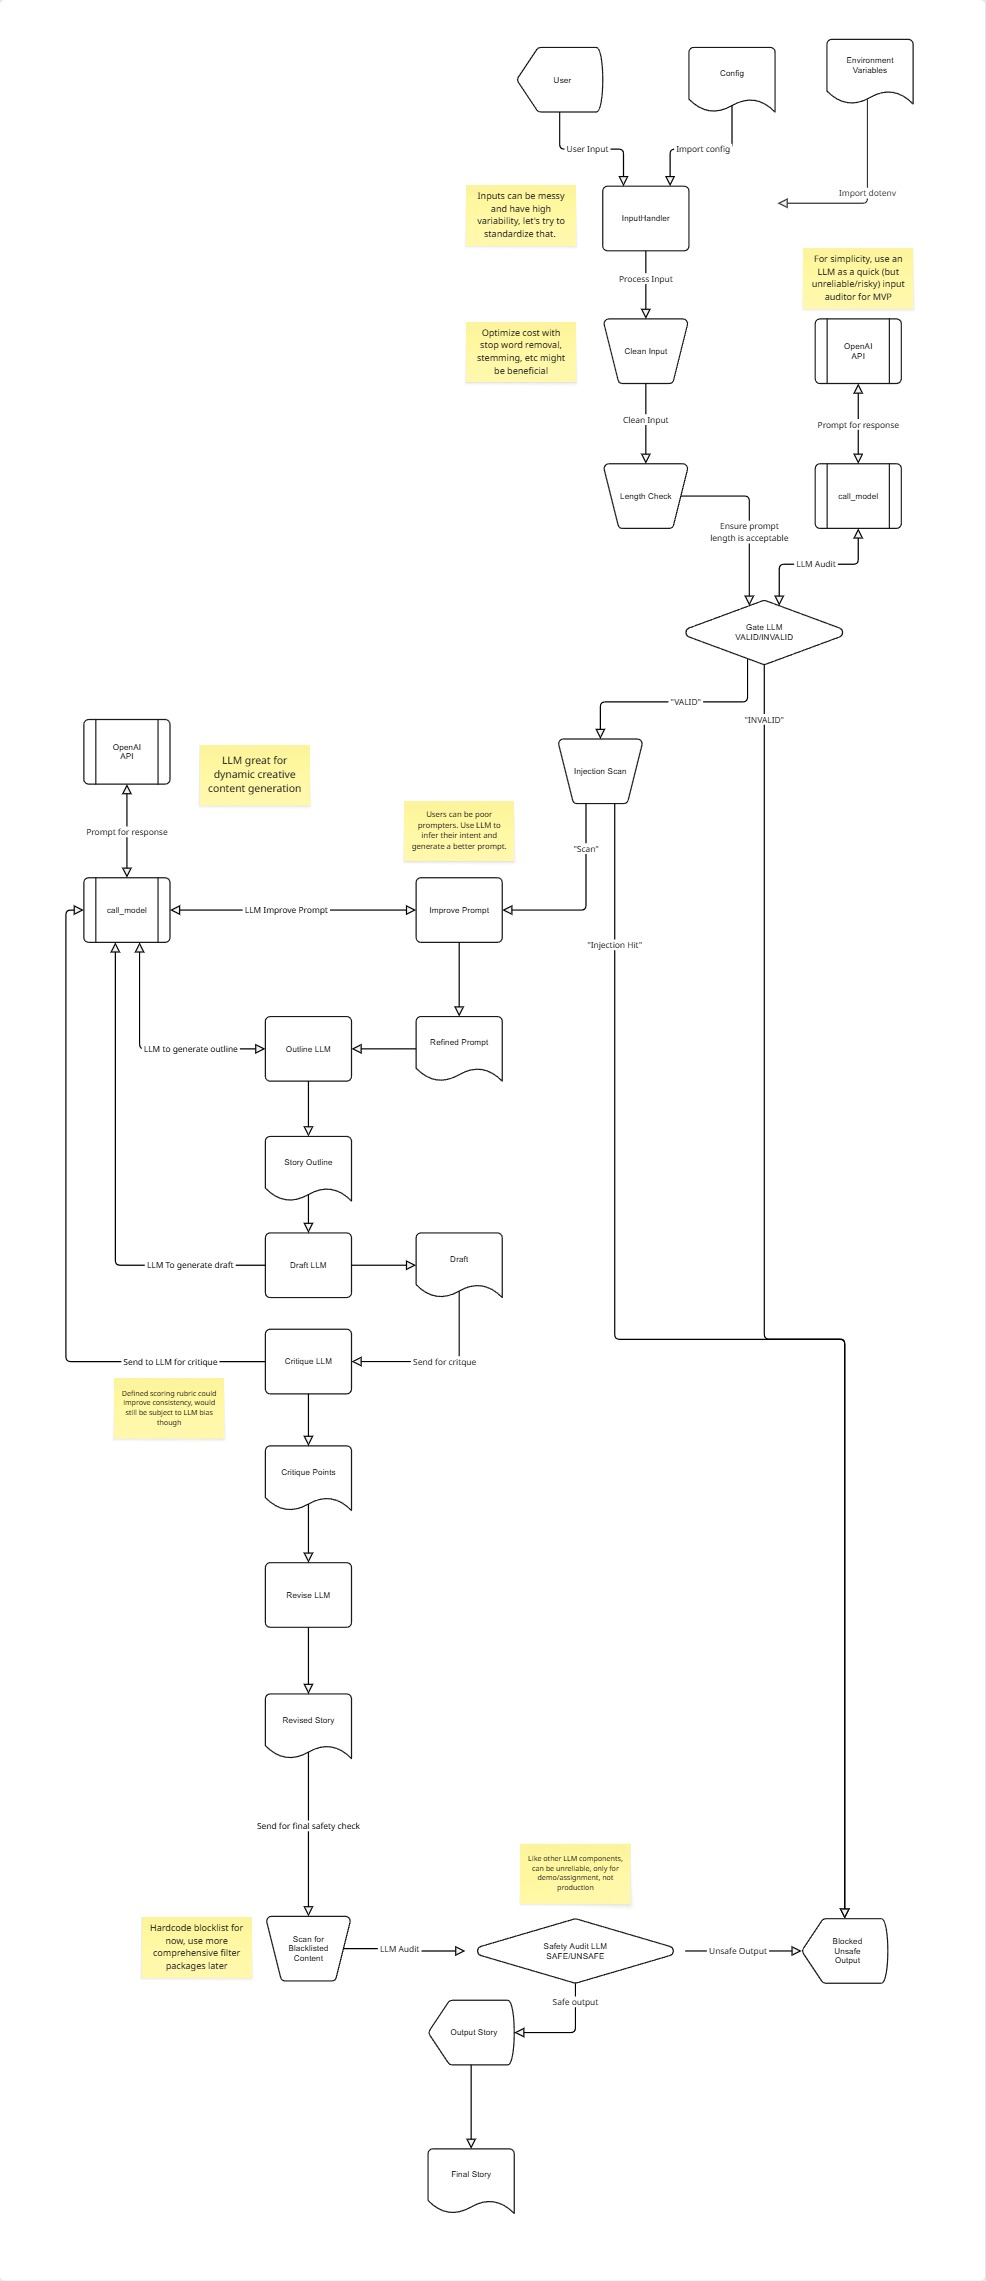 User
Config
Environment
Variables
User Input
Import config
Import dotenv
Inputs can be messy
and have high
variability, let's try to
standardize that.
InputHandler
For simplicity, use an
LLM as a quick (but
unreliable/risky) input
auditor for MVP
Process Input
Optimize cost with
stop word removal,
stemming, etc might
be beneficial
Clean Input
OpenAI
API
Clean Input
Prompt for response
Length Check
call_model
Ensure prompt
length is acceptable
LLM Audit
Gate LLM
VALID/INVALID
"VALID"
"INVALID"
OpenAI
API
LLM great for
dynamic creative
content generation
Injection Scan
Prompt for response
Users can be poor
prompters. Use LLM to
infer their intent and
generate a better prompt.
"Scan"
call_model
LLM Improve Prompt
Improve Prompt
"Injection Hit"
LLM to generate outline
Outline LLM
Refined Prompt
Story Outline
LLM To generate draft
Draft LLM
Draft
Send to LLM for critique
Critique LLM
Send for critque
Defined scoring rubric could
improve consistency, would
still be subject to LLM bias
though
Critique Points
Revise LLM
Revised Story
Send for final safety check
Like other LLM components,
can be unreliable, only for
demo/assignment, not
production
Hardcode blocklist for
now, use more
comprehensive filter
packages later
Scan for
Blacklisted
Content
LLM Audit
Safety Audit LLM
SAFE/UNSAFE
Unsafe Output
Blocked
Unsafe
Output
Safe output
Output Story
Final Story